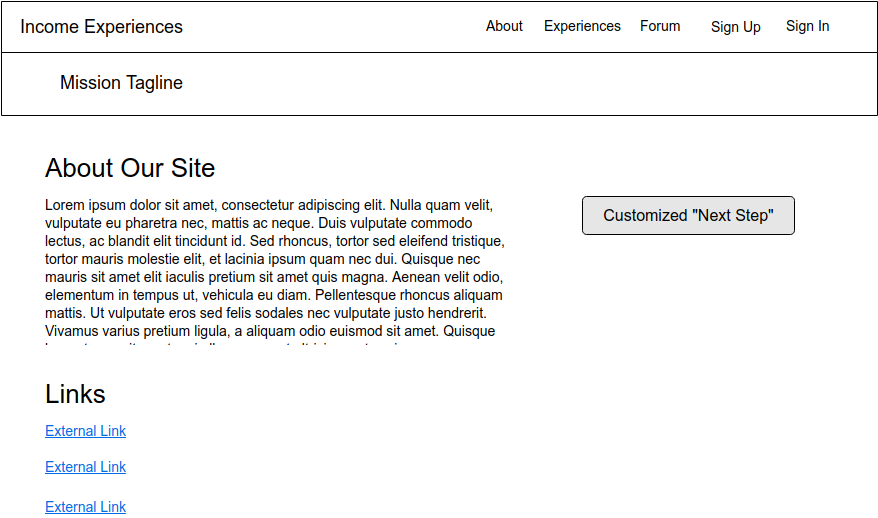 Income Experiences
About
Experiences
Forum
Sign Up
Sign In
Mission Tagline
About Our Site
Lorem ipsum dolor sit amet, consectetur adipiscing elit. Nulla quam velit,
vulputate eu pharetra nec, mattis ac neque. Duis vulputate commodo
lectus, ac blandit elit tincidunt id. Sed rhoncus, tortor sed eleifend tristique,
tortor mauris molestie elit, et lacinia ipsum quam nec dui. Quisque nec
mauris sit amet elit iaculis pretium sit amet quis magna. Aenean velit odio,
elementum in tempus ut, vehicula eu diam. Pellentesque rhoncus aliquam
mattis. Ut vulputate eros sed felis sodales nec vulputate justo hendrerit.
Vivamus varius pretium ligula, a aliquam odio euismod sit amet. Quisque
Customized "Next Step"
Links
External Link
External Link
External Link